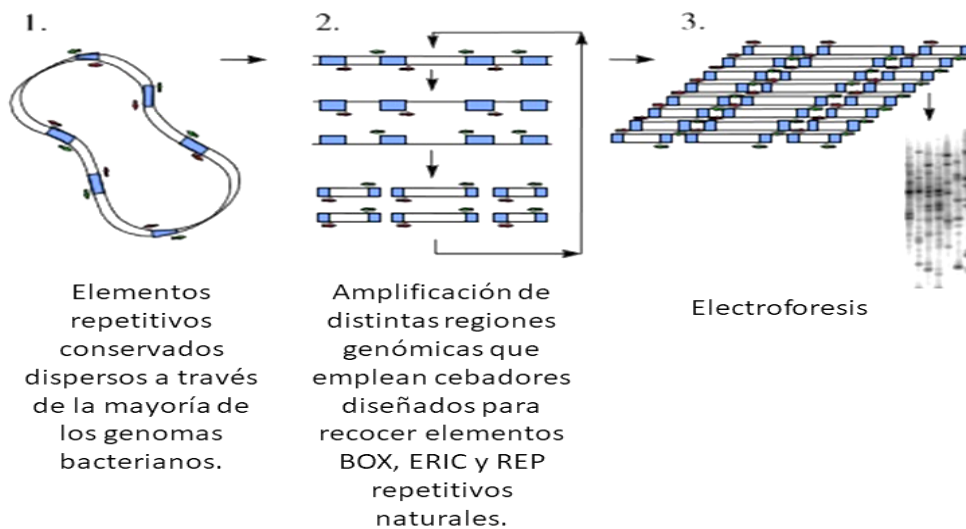 1.
2.
3.
Elementos
repetitivos
conservados
dispersos a través
de la mayoría de
los genomas
bacterianos.
Amplificación de
distintas regiones
genómicas que
emplean cebadores
diseñados para
recocer elementos
BOX, ERIC y REP
repetitivos
naturales.
Electroforesis